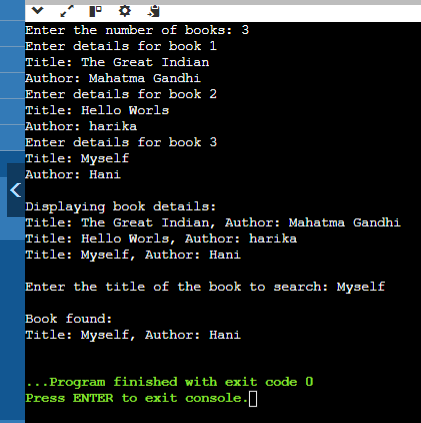 Enter the number of books: 3
Enter details for book 1
Title: The Great Indian
Author: Mahatma Gandhi
Enter details for book 2
Title: Hello Worls
Author: harika
Enter details for book 3
Title: Myself
Author: Hani
Displaying book details:
Title: The Great Indian, Author: Mahatma Gandhi
Title: Hello Worls, Author: harika
Title: Myself, Author: Hani
Enter the title of the book to search: Myself
Book found:
Title: Myself, Author: Hani
...Program finished with exit code 0
Press ENTER to exit console.